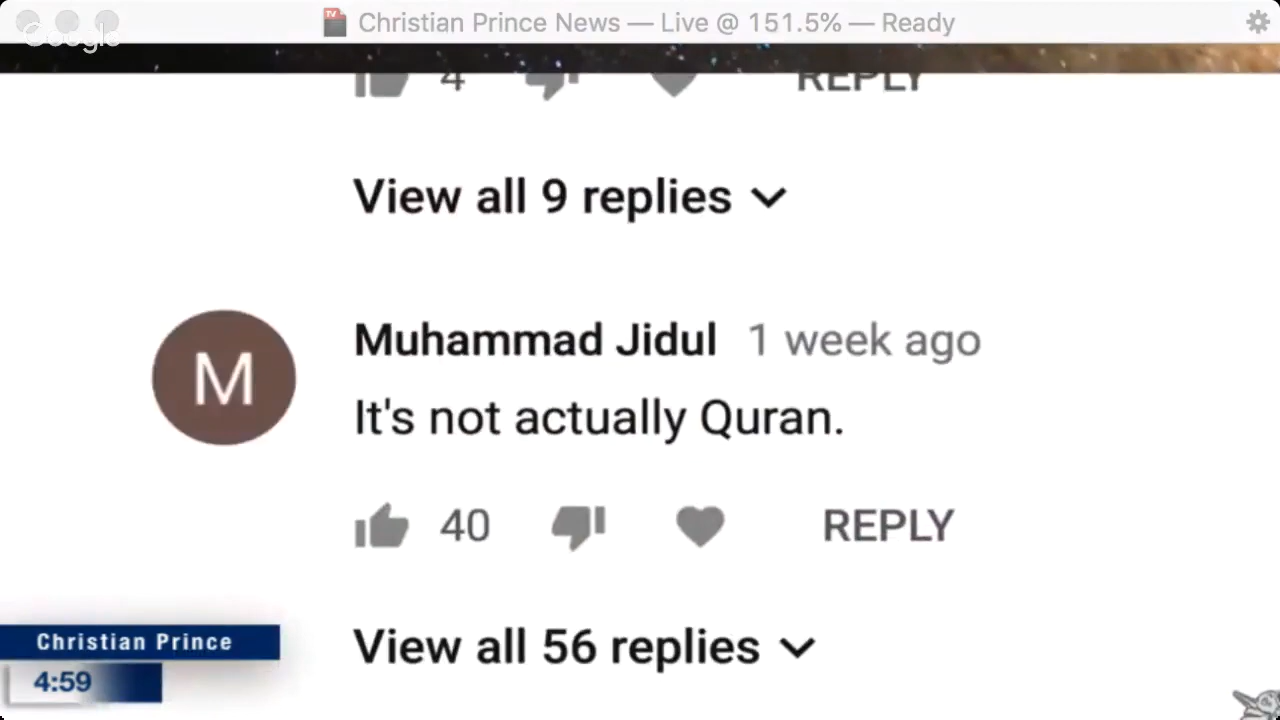 Christian Prince News — Live @ 151.5% — Ready
Google
4 REPLY
View all 9 replies
Muhammad Jidul 1 week ago
M
It's not actually Quran.
40 REPLY
View all 56 replies
Christian Prince
4:59